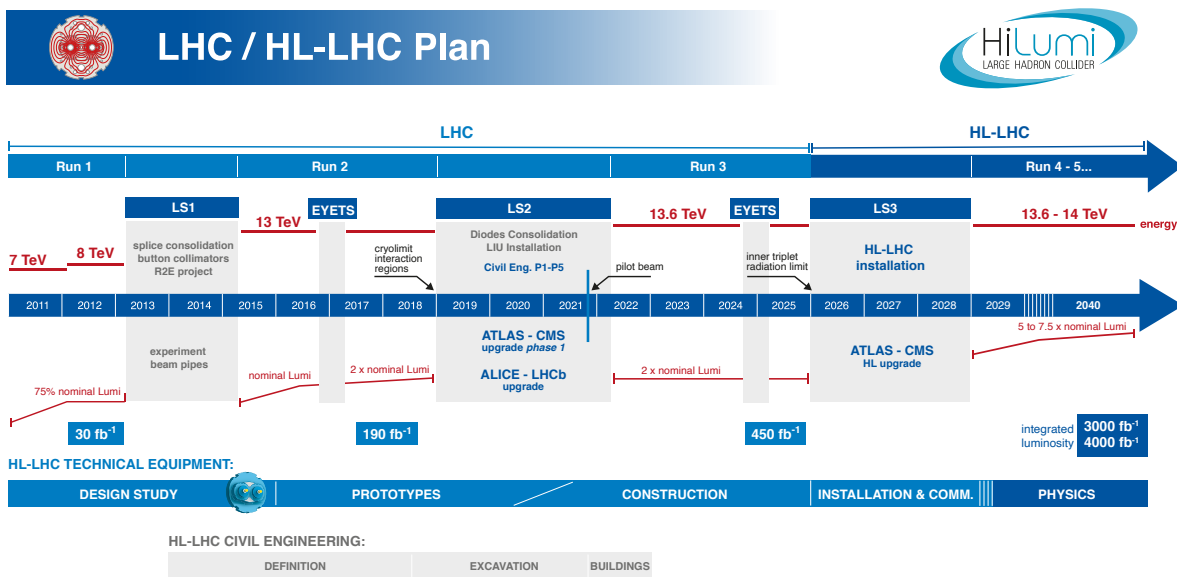 LHC / HL-LHC Plan
HiLumi
LARGE HADRON COLLIDER
LHC
HL-LHC
Run 1
Run 2
Run 3
Run 4 - 5...
LS1
EYETS
LS2
EYETS
LS3
13 TeV
13.6 TeV
13.6 - 14 TeV
energy
7 TeV
8 TeV
splice consolidation
button collimators
R2E project
cryolimit
interaction
regions
Diodes Consolidation
LIU Installation
Civil Eng. P1-P5
pilot beam
inner triplet
radiation limit
HL-LHC
installation
2011
2012
2013
2014
2015
2016
2017
2018
2019
2020
2021
2022
2023
2024
2025
2026
2027
2028
2029
2040
5 to 7.5 x nominal Lumi
experiment
beam pipes
ATLAS - CMS
upgrade phase 1
ALICE - LHCb
upgrade
ATLAS - CMS
HL upgrade
75% nominal Lumi
nominal Lumi
2 x nominal Lumi
2 x nominal Lumi
30 fb-1
190 fb-1
450 fb-1
integrated
luminosity
3000 fb-1
4000 fb-1
HL-LHC TECHNICAL EQUIPMENT:
DESIGN STUDY
PROTOTYPES
CONSTRUCTION
INSTALLATION & COMM.
PHYSICS
HL-LHC CIVIL ENGINEERING:
DEFINITION
EXCAVATION
BUILDINGS